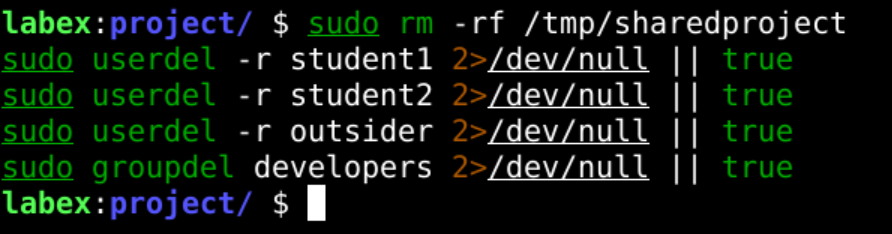 labex:project/ $ sudo rm -rf /tmp/sharedproject
sudo userdel -r student1 2>/dev/null || true
sudo userdel -r student2 2>/dev/null || true
sudo userdel -r outsider 2>/dev/null || true
sudo groupdel developers 2>/dev/null || true
labex:project/ $